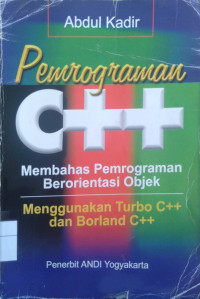 Abdul Kadir
Pemrograman
C++
Membahas Pemrograman
Berorientasi Objek
Menggunakan Turbo C++
dan Borland C++
Penerbit ANDI Yogyakarta